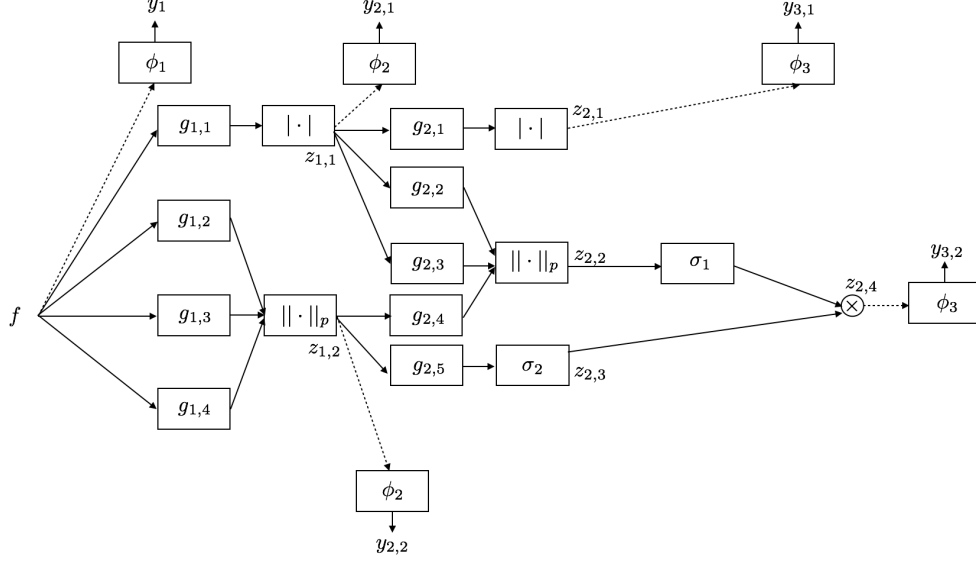 y₁
y₂,₁
y₃,₁
ϕ₁
ϕ₂
ϕ₃
g₁,₁
| · |
g₂,₁
| · |
z₂,₁
z₁,₁
g₂,₂
g₁,₂
g₂,₃
|| · ||ₚ
z₂,₂
σ₁
y₃,₂
z₂,₄
⊗
ϕ₃
f
g₁,₃
|| · ||ₚ
g₂,₄
z₁,₂
g₂,₅
σ₂
z₂,₃
g₁,₄
ϕ₂
y₂,₂